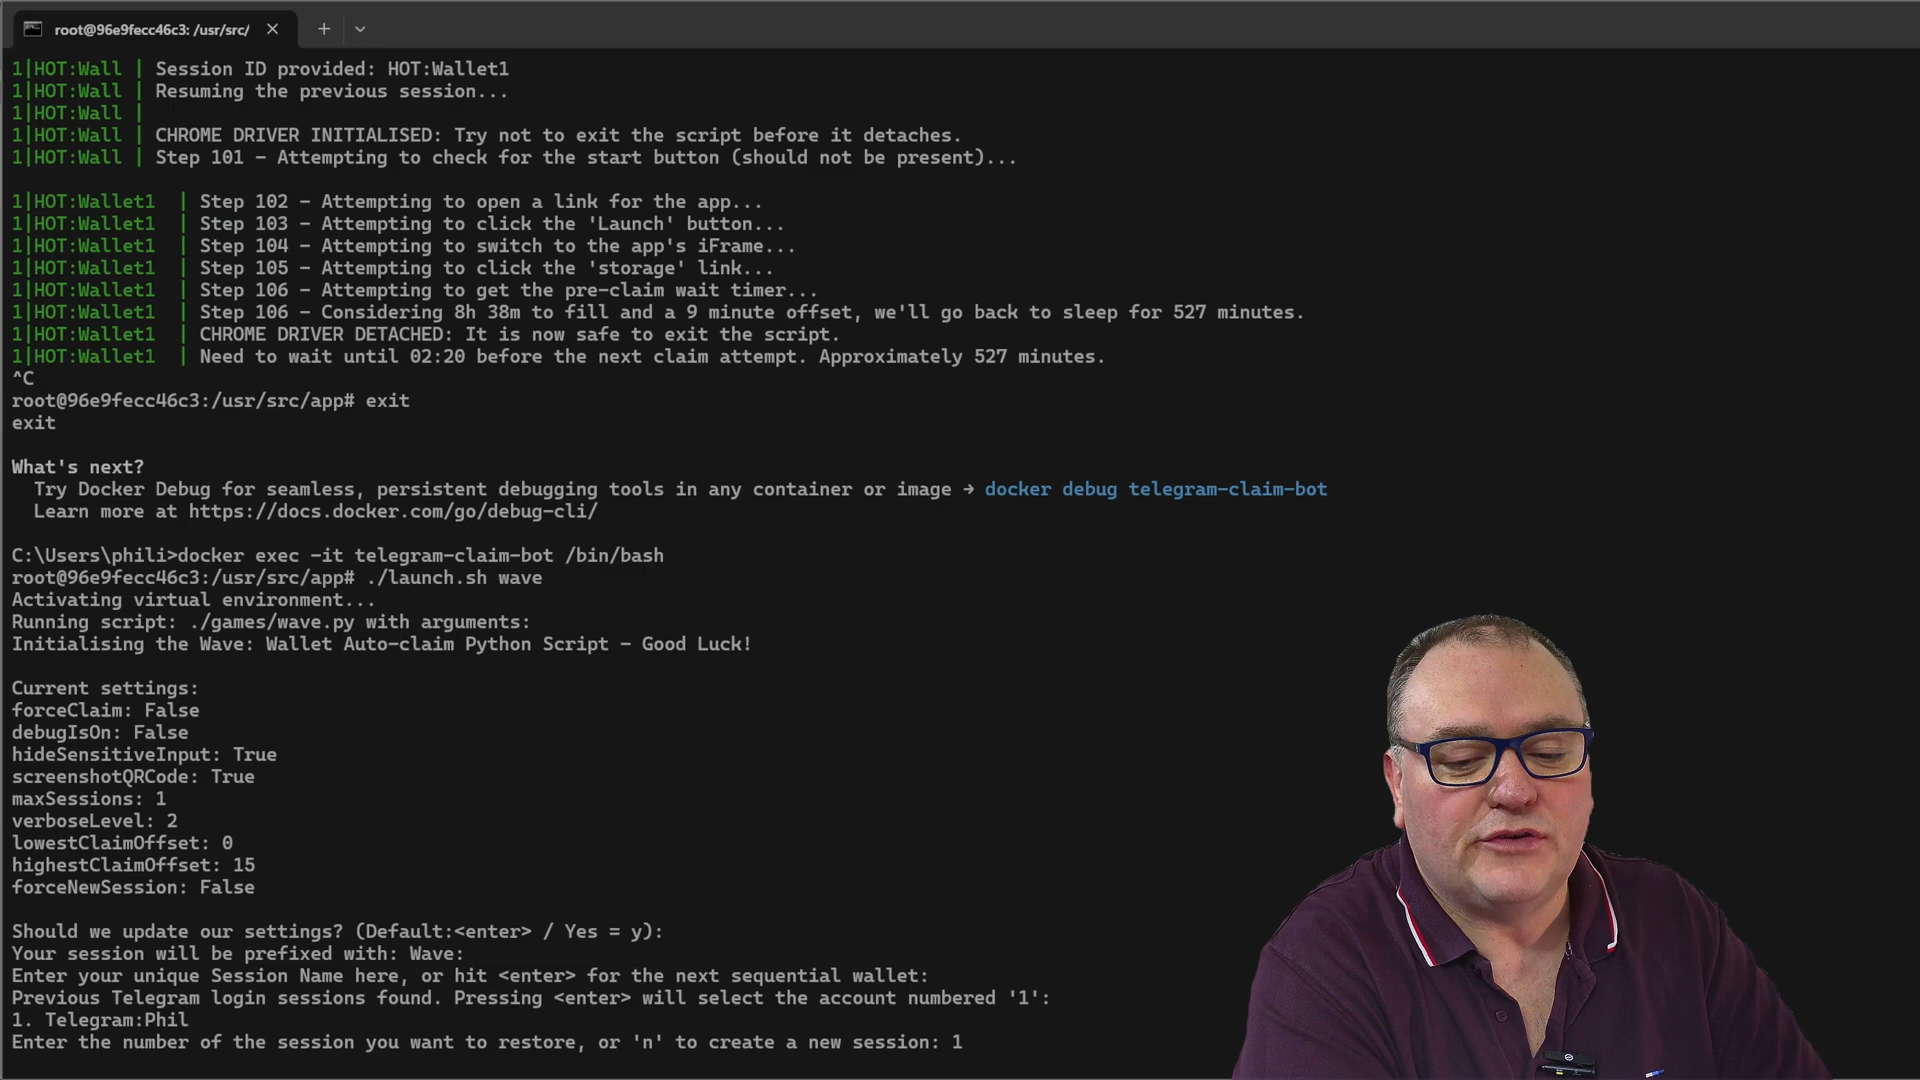 root@96e9fecc46c3: /usr/src/
1|HOT:Wall | Session ID provided: HOT:Wallet1
1|HOT:Wall | Resuming the previous session...
1|HOT:Wall |
1|HOT:Wall | CHROME DRIVER INITIALISED: Try not to exit the script before it detaches.
1|HOT:Wall | Step 101 - Attempting to check for the start button (should not be present)...
1|HOT:Wallet1  | Step 102 - Attempting to open a link for the app...
1|HOT:Wallet1  | Step 103 - Attempting to click the 'Launch' button...
1|HOT:Wallet1  | Step 104 - Attempting to switch to the app's iFrame...
1|HOT:Wallet1  | Step 105 - Attempting to click the 'storage' link...
1|HOT:Wallet1  | Step 106 - Attempting to get the pre-claim wait timer...
1|HOT:Wallet1  | Step 106 - Considering 8h 38m to fill and a 9 minute offset, we'll go back to sleep for 527 minutes.
1|HOT:Wallet1  | CHROME DRIVER DETACHED: It is now safe to exit the script.
1|HOT:Wallet1  | Need to wait until 02:20 before the next claim attempt. Approximately 527 minutes.
^C
root@96e9fecc46c3:/usr/src/app# exit
exit
What's next?
Try Docker Debug for seamless, persistent debugging tools in any container or image → docker debug telegram-claim-bot
Learn more at https://docs.docker.com/go/debug-cli/
C:\Users\phili>docker exec -it telegram-claim-bot /bin/bash
root@96e9fecc46c3:/usr/src/app# ./launch.sh wave
Activating virtual environment...
Running script: ./games/wave.py with arguments:
Initialising the Wave: Wallet Auto-claim Python Script - Good Luck!
Current settings:
forceClaim: False
debugIsOn: False
hideSensitiveInput: True
screenshotQRCode: True
maxSessions: 1
verboseLevel: 2
lowestClaimOffset: 0
highestClaimOffset: 15
forceNewSession: False
Should we update our settings? (Default:<enter> / Yes = y):
Your session will be prefixed with: Wave:
Enter your unique Session Name here, or hit <enter> for the next sequential wallet:
Previous Telegram login sessions found. Pressing <enter> will select the account numbered '1':
1. Telegram:Phil
Enter the number of the session you want to restore, or 'n' to create a new session: 1